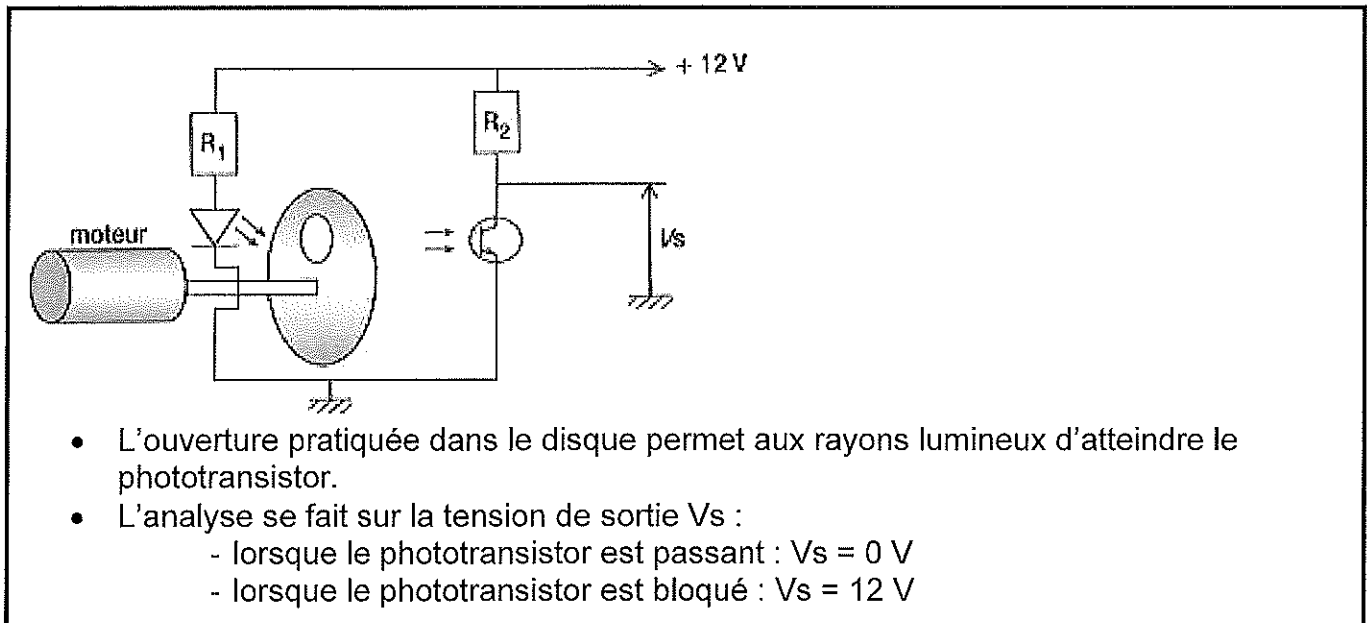 + 12 V
R1
R2
moteur
Vs
• L'ouverture pratiquée dans le disque permet aux rayons lumineux d'atteindre le
phototransistor.
• L'analyse se fait sur la tension de sortie Vs :
- lorsque le phototransistor est passant : Vs = 0 V
- lorsque le phototransistor est bloqué : Vs = 12 V